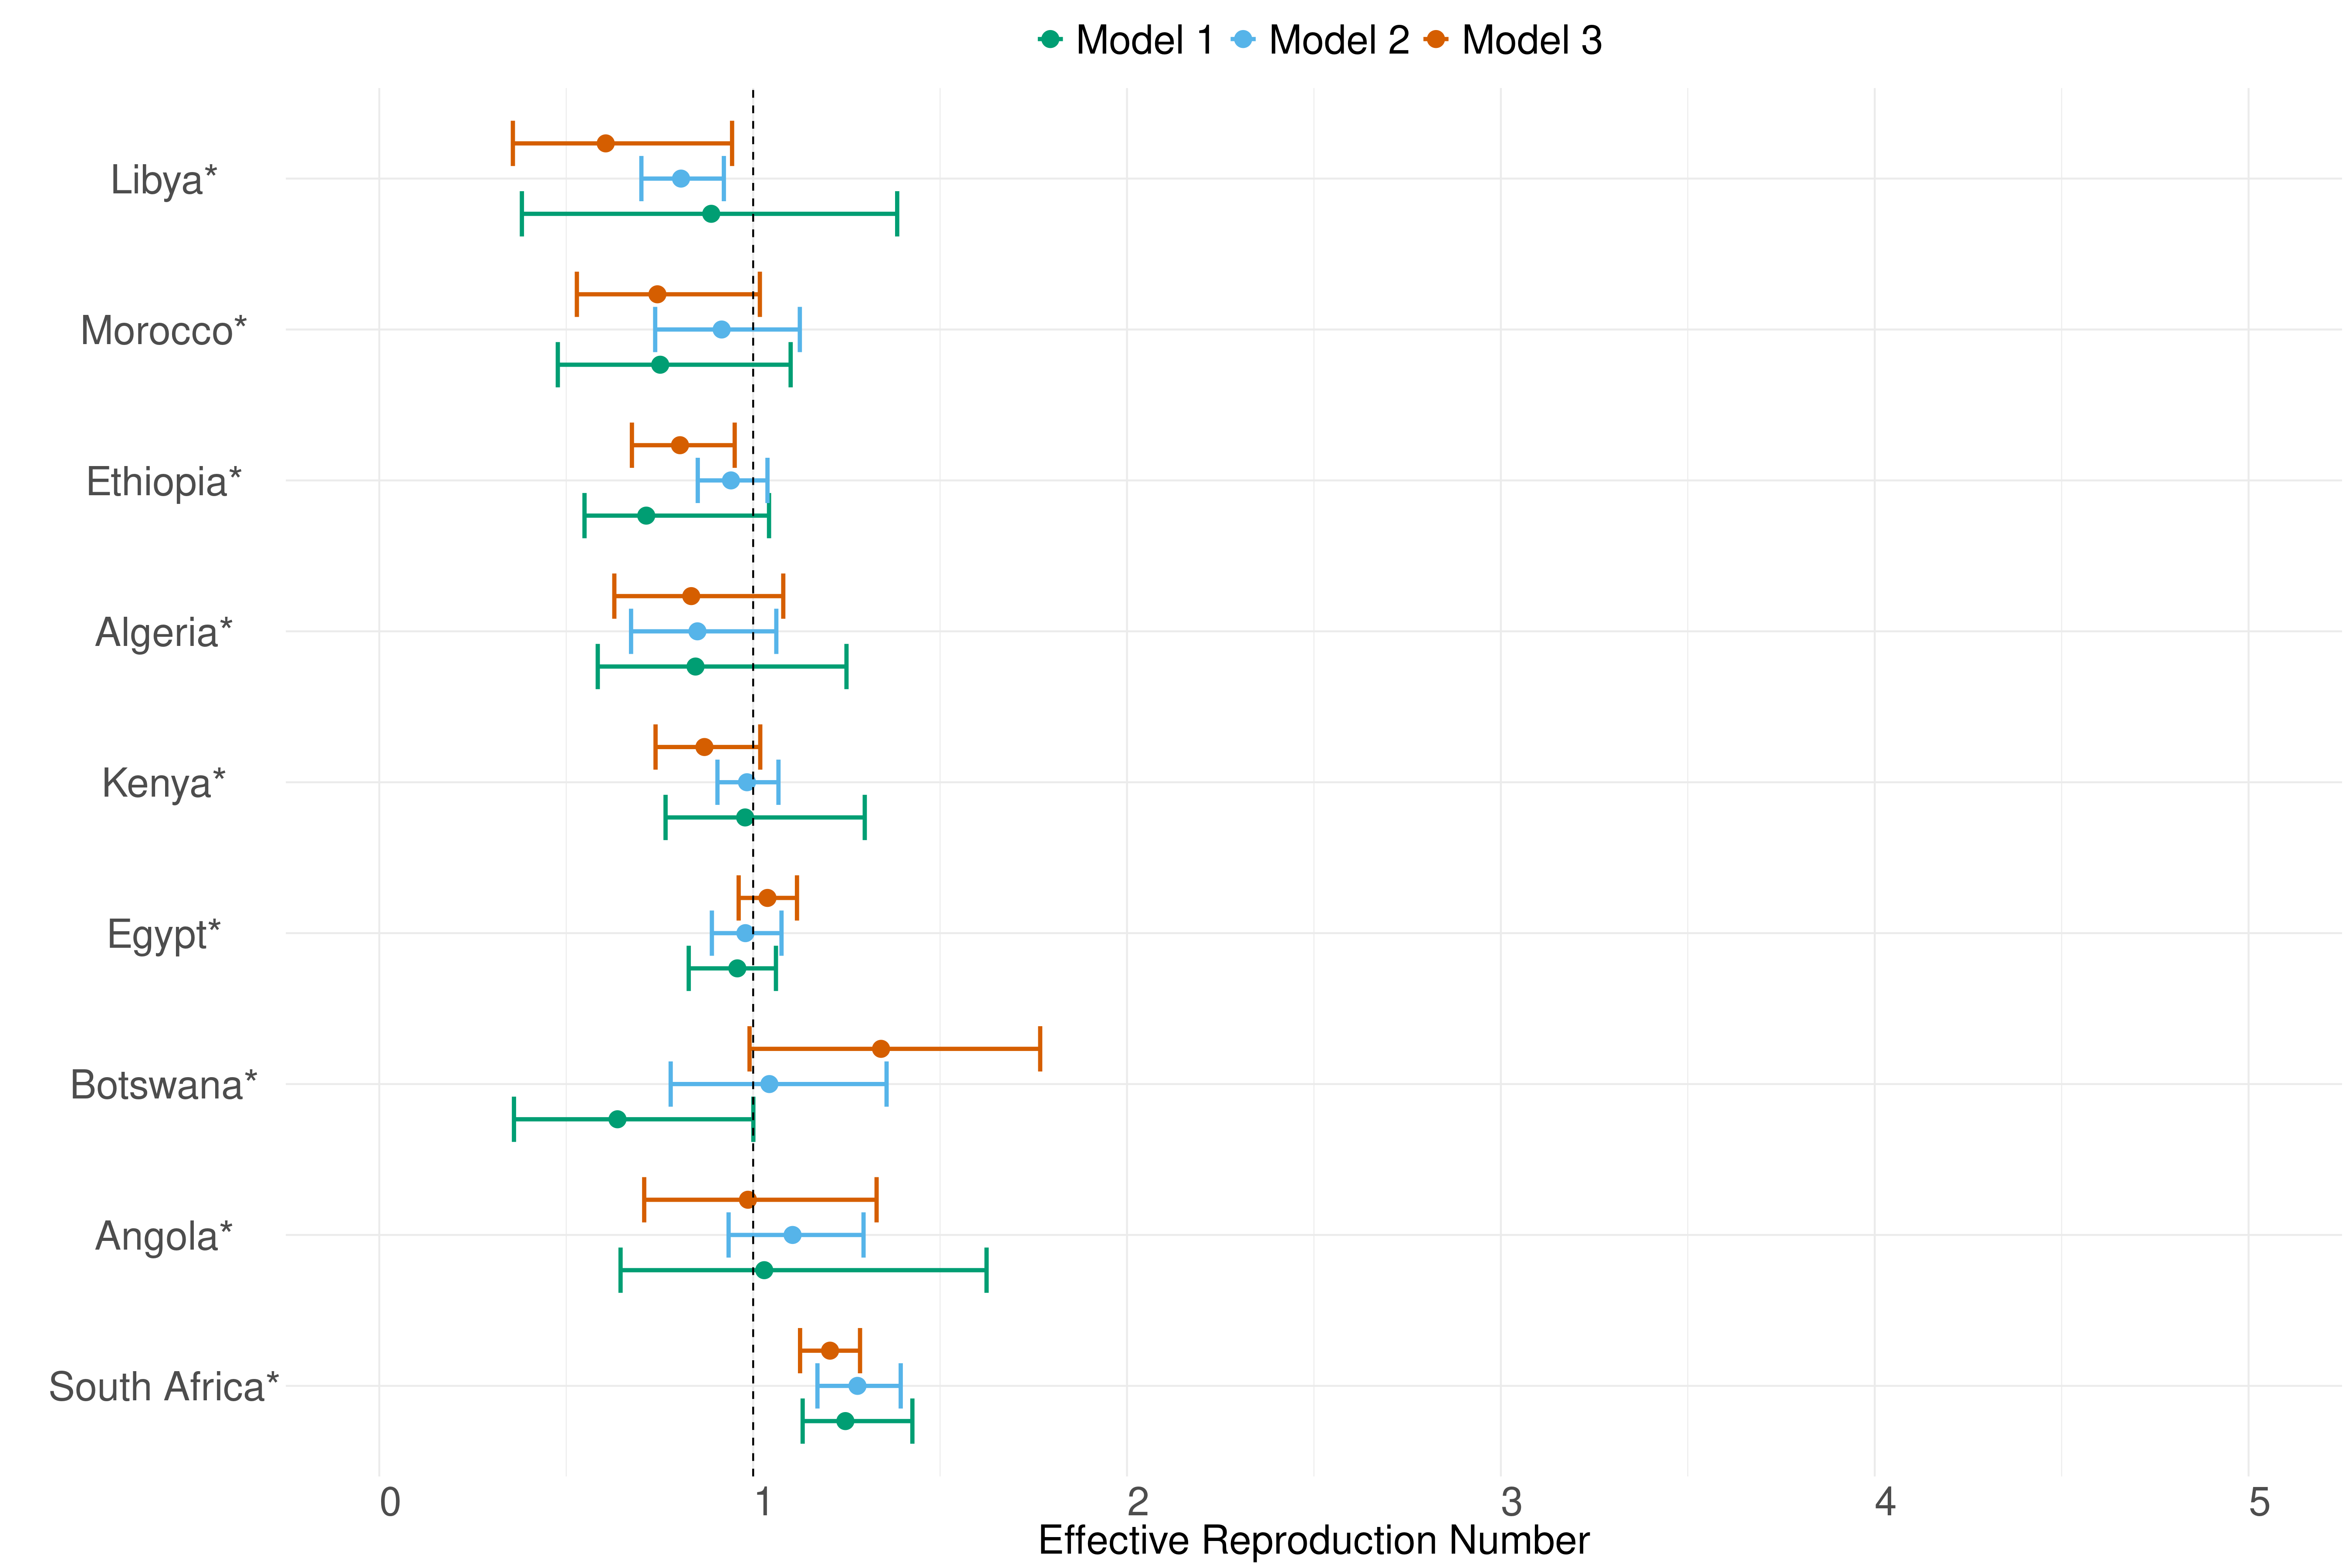 Model 1 Model 2 Model 3
Libya*
Morocco*
Ethiopia*
Algeria*
Kenya*
Egypt*
Botswana*
Angola*
South Africa*
0 1 2 3 4 5
Effective Reproduction Number